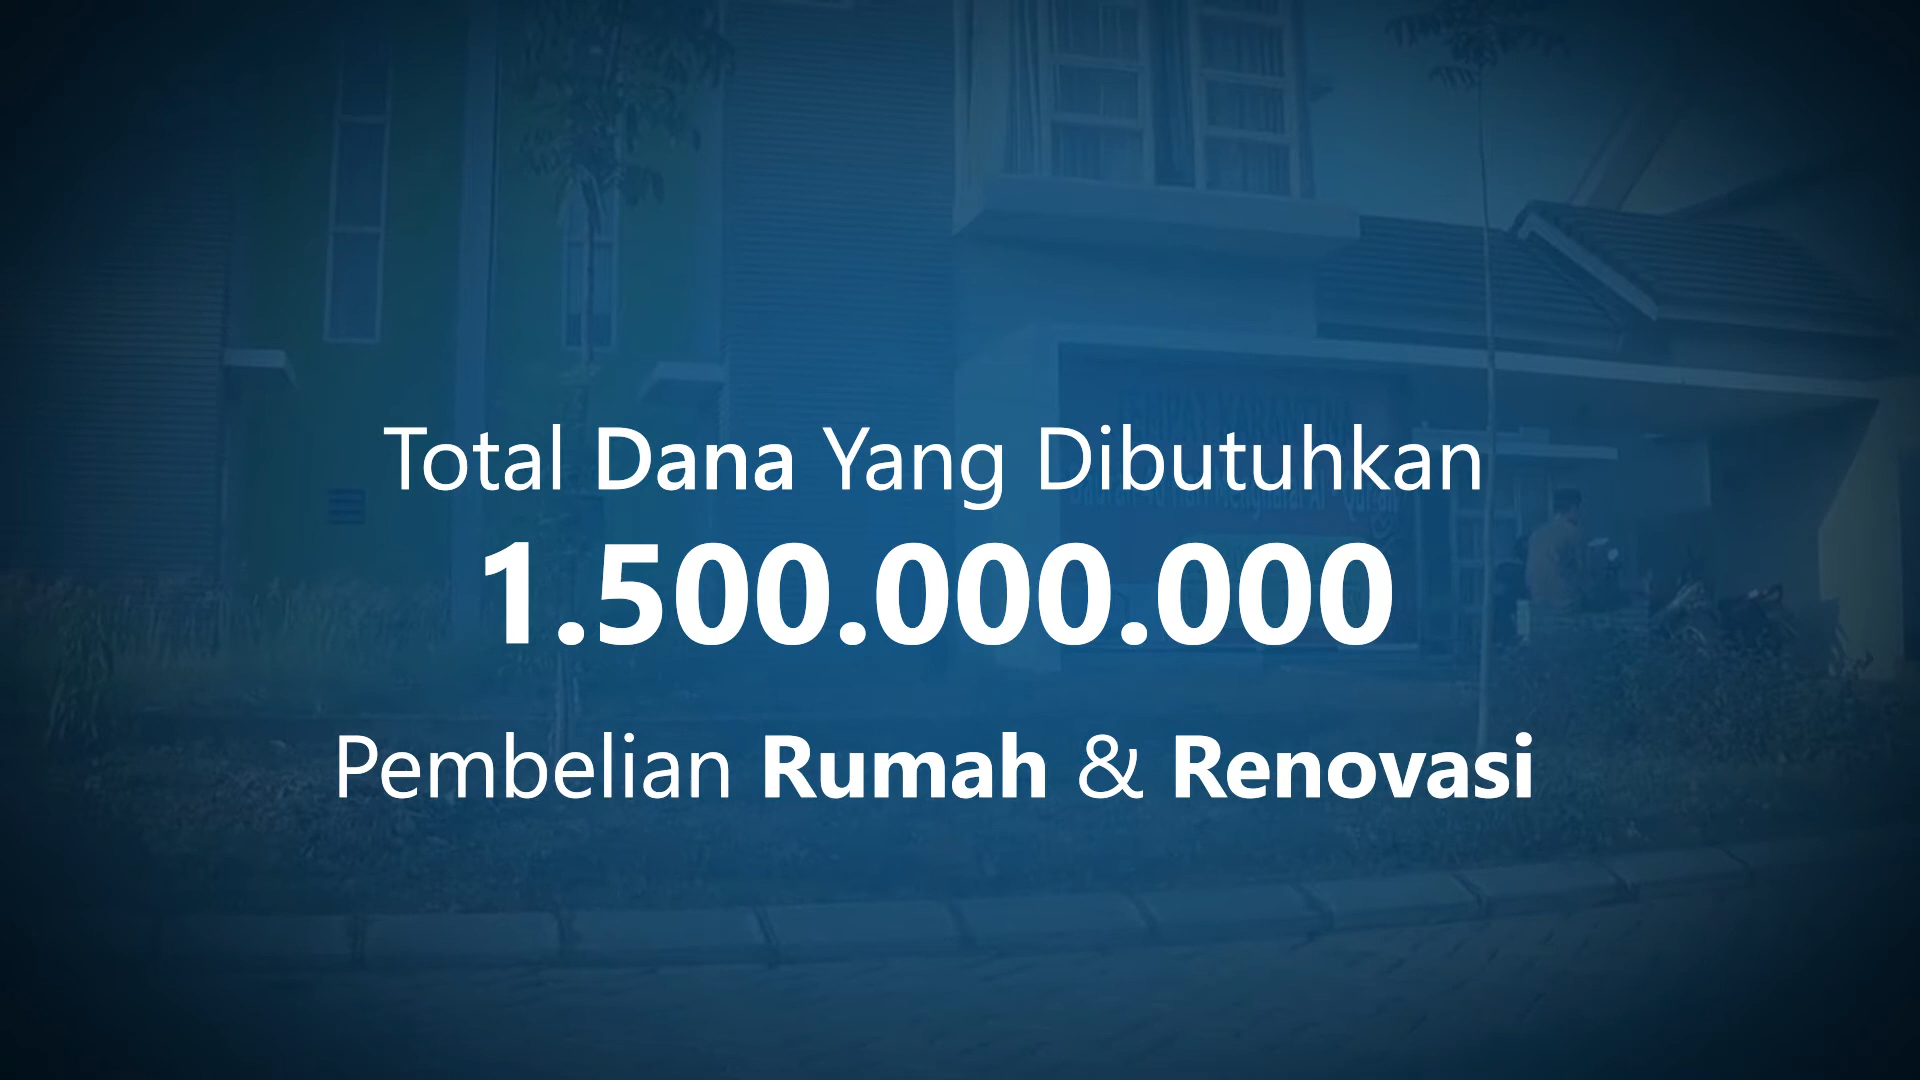 Total Dana Yang Dibutuhkan
1.500.000.000
Pembelian Rumah & Renovasi